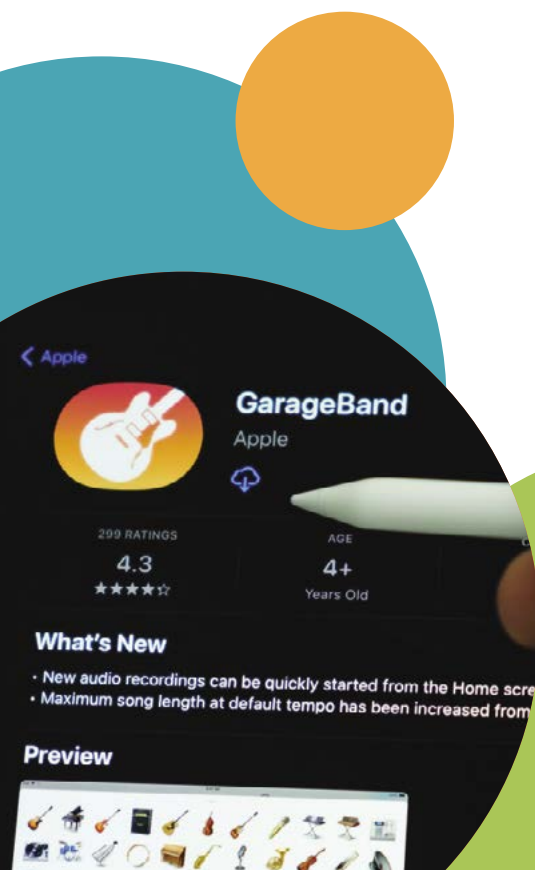 Apple
GarageBand
Apple
299 RATINGS
4.3
AGE
4+
Years Old
What's New
• New audio recordings can be quickly started from the Home scre
• Maximum song length at default tempo has been increased from
Preview